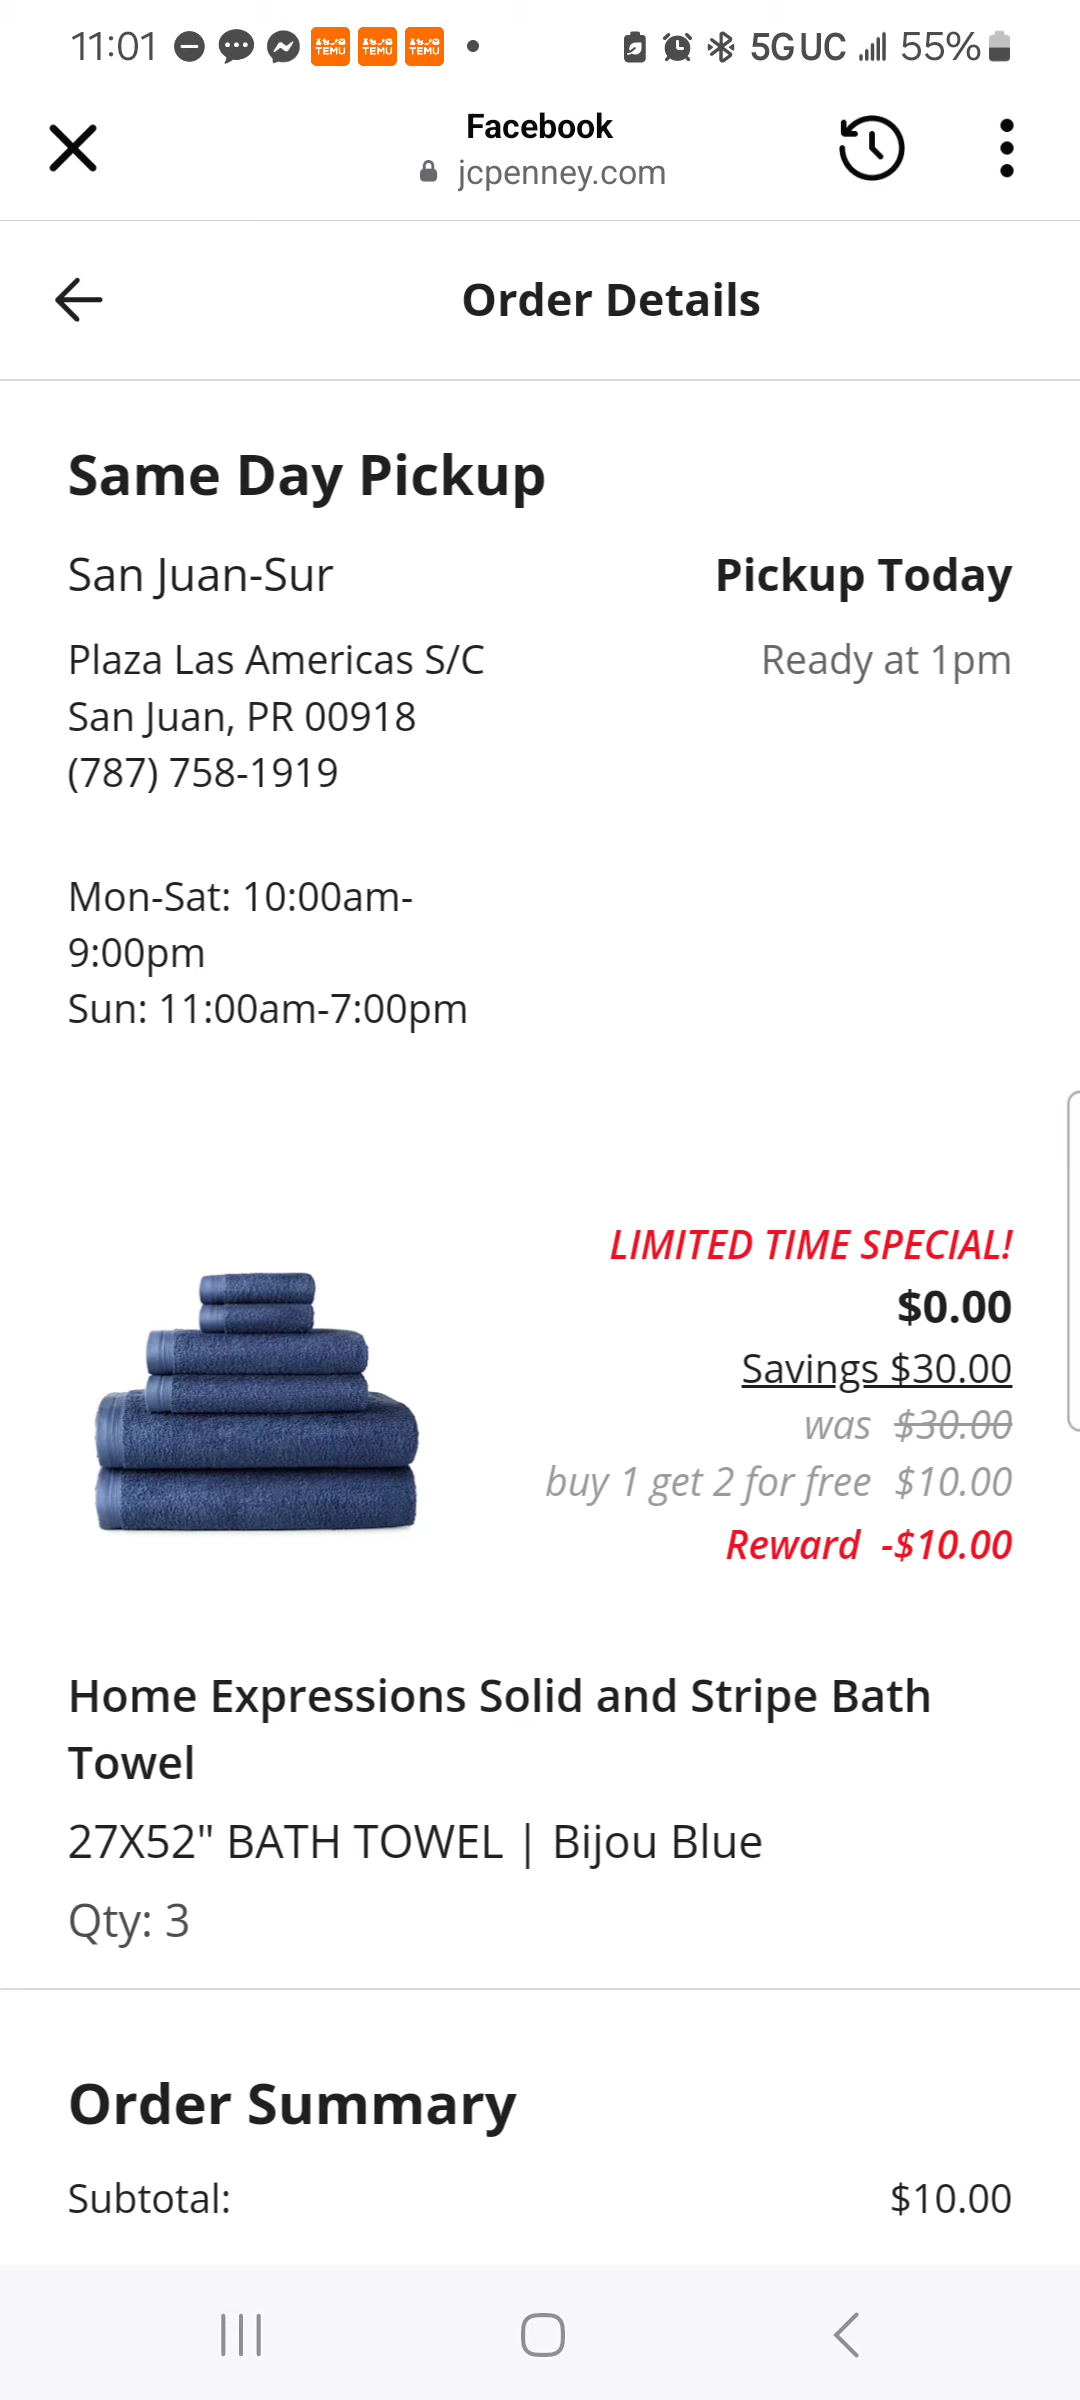 11:01 TEMU TEMU TEMU 5G UC 55%
Facebook
jcpenney.com
Order Details
Same Day Pickup
San Juan-Sur Pickup Today
Plaza Las Americas S/C Ready at 1pm
San Juan, PR 00918
(787) 758-1919
Mon-Sat: 10:00am-
9:00pm
Sun: 11:00am-7:00pm
LIMITED TIME SPECIAL!
$0.00
Savings $30.00
was $30.00
buy 1 get 2 for free $10.00
Reward -$10.00
Home Expressions Solid and Stripe Bath
Towel
27X52" BATH TOWEL | Bijou Blue
Qty: 3
Order Summary
Subtotal: $10.00